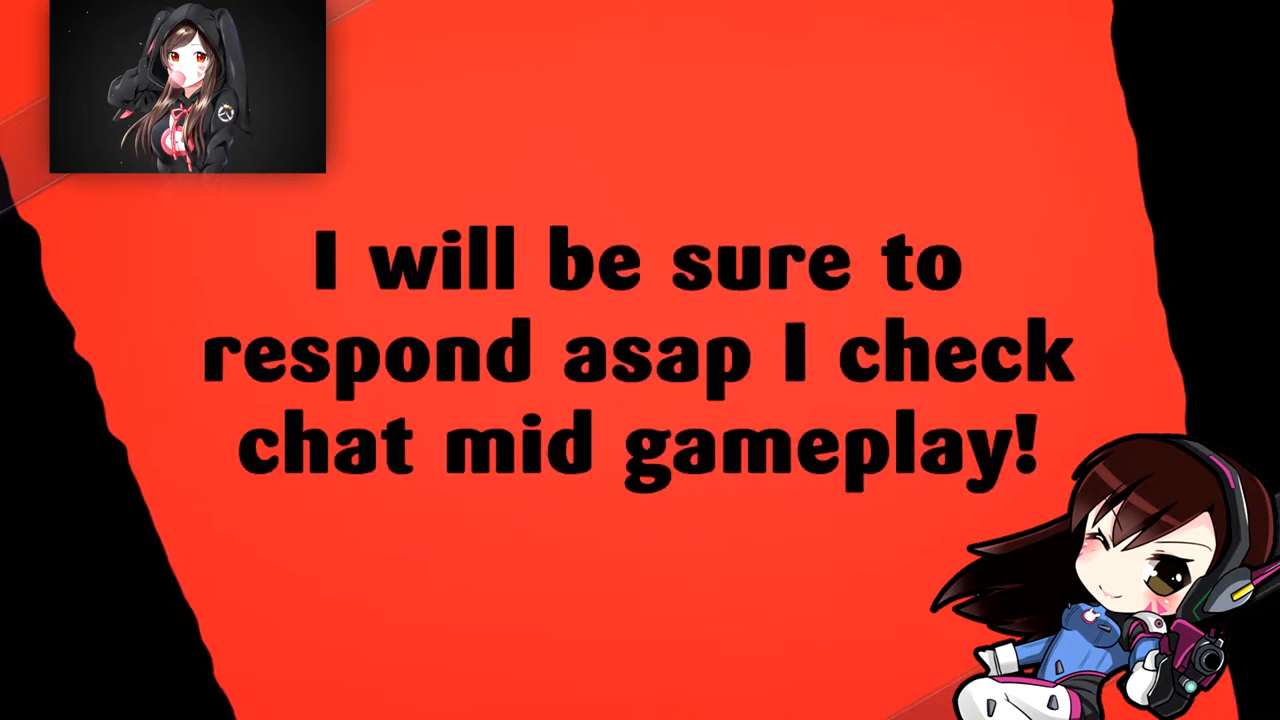 I will be sure to
respond asap I check
chat mid gameplay!